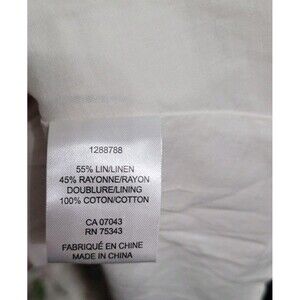 1288788
55% LIN/LINEN
45% RAYONNE/RAYON
DOUBLURE/LINING
100% COTON/COTTON
CA 07043
RN 75343
FABRIQUÉ EN CHINE
MADE IN CHINA